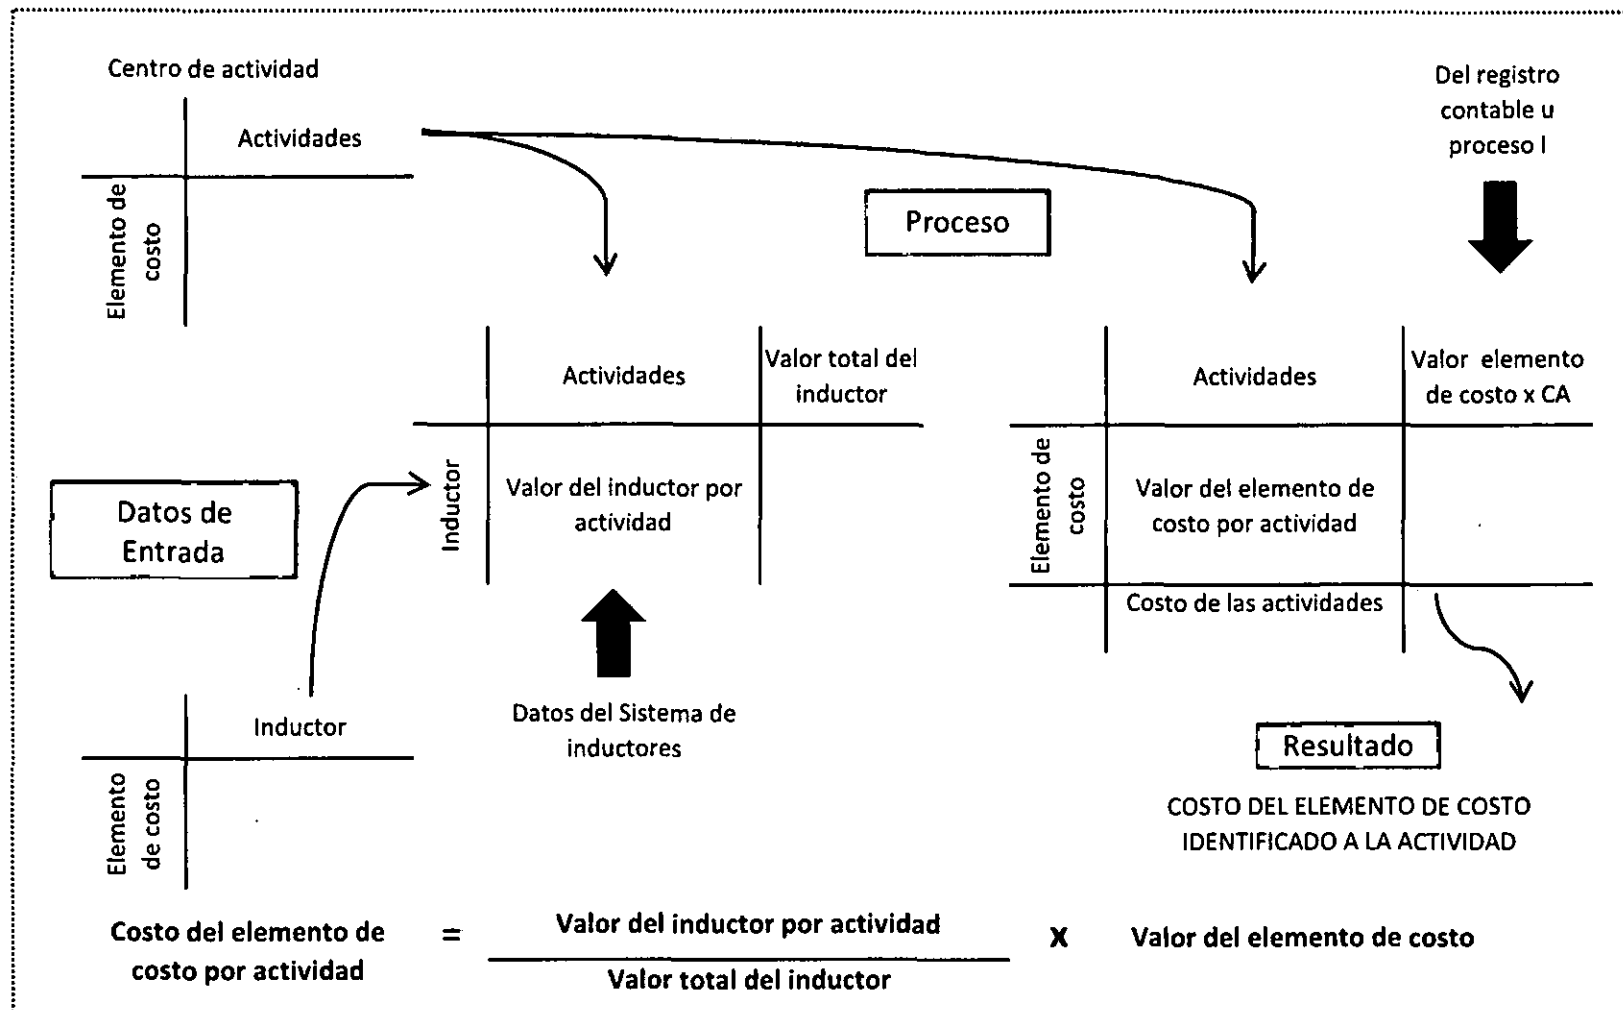 Centro de actividad
Actividades
Elemento de
costo
Del registro
contable u
proceso I
Proceso
Actividades
Valor total del
inductor
Inductor
Valor del inductor por
actividad
Actividades
Valor elemento
de costo x CA
Elemento de
costo
Valor del elemento de
costo por actividad
Costo de las actividades
Datos de
Entrada
Datos del Sistema de
inductores
Inductor
Elemento
de costo
Resultado
COSTO DEL ELEMENTO DE COSTO
IDENTIFICADO A LA ACTIVIDAD
Costo del elemento de
costo por actividad
=
Valor del inductor por actividad
Valor total del inductor
X
Valor del elemento de costo